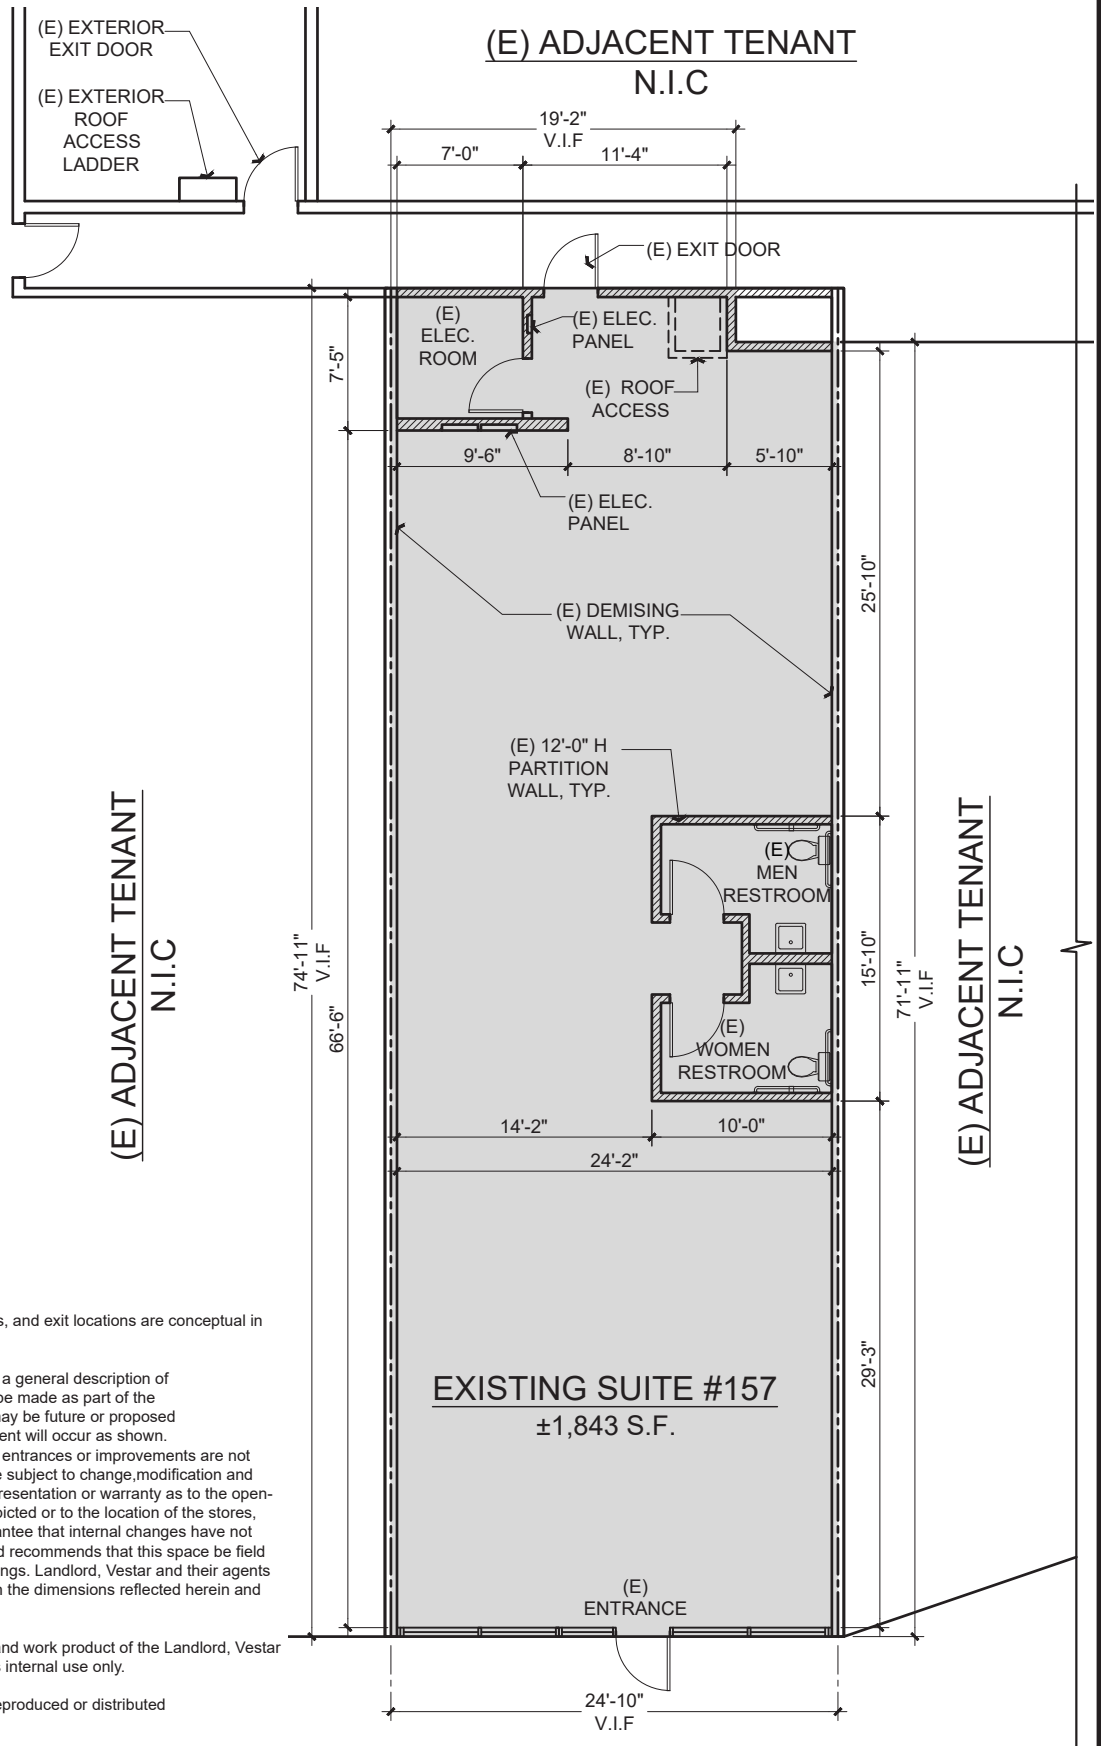 (E) EXTERIOR
EXIT DOOR
(E) EXTERIOR
ROOF
ACCESS
LADDER
(E) ADJACENT TENANT
N.I.C
19'-2"
V.I.F
7'-0"
11'-4"
(E) EXIT DOOR
(E)
ELEC.
ROOM
(E) ELEC.
PANEL
(E) ROOF
ACCESS
7'-5"
9'-6"
8'-10"
5'-10"
(E) ELEC.
PANEL
(E) DEMISING
WALL, TYP.
25'-10"
(E) 12'-0" H
PARTITION
WALL, TYP.
(E)
MEN
RESTROOM
(E) ADJACENT TENANT
N.I.C
74'-11"
V.I.F
66'-6"
15'-10"
71'-11"
V.I.F
(E) ADJACENT TENANT
N.I.C
(E)
WOMEN
RESTROOM
14'-2"
10'-0"
24'-2"
29'-3"
EXISTING SUITE #157
±1,843 S.F.
(E)
ENTRANCE
24'-10"
V.I.F
s, and exit locations are conceptual in
a general description of
be made as part of the
may be future or proposed
ent will occur as shown.
entrances or improvements are not
e subject to change,modification and
resentation or warranty as to the open-
picted or to the location of the stores,
antee that internal changes have not
d recommends that this space be field
ngs. Landlord, Vestar and their agents
n the dimensions reflected herein and
and work product of the Landlord, Vestar
s internal use only.
eproduced or distributed